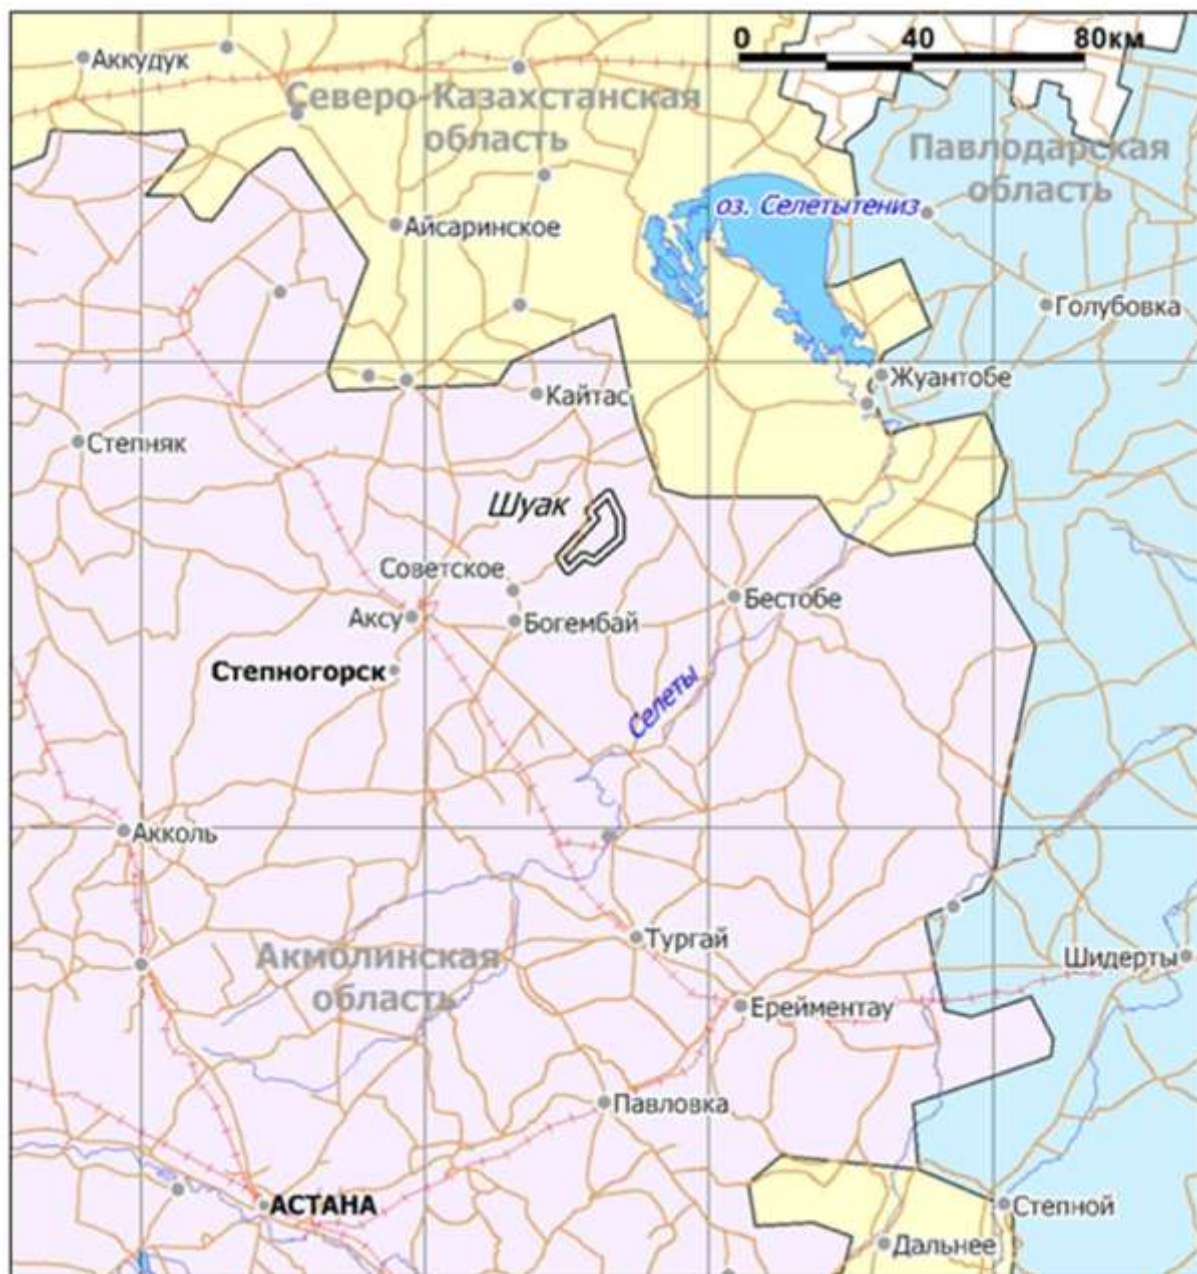 0 40 80км
Аккудук
Северо-Казахстанская
область
Павлодарская
область
оз. Селетытениз
Айсаринское
Голубовка
Жуантобе
Кайтас
Степняк
Шуак
Советское
Бестобе
Аксу
Богембай
Степногорск
Селеты
Акколь
Тургай
Акмолинская
область
Шидерты
Ерейментау
Павловка
АСТАНА
Степной
Дальнее